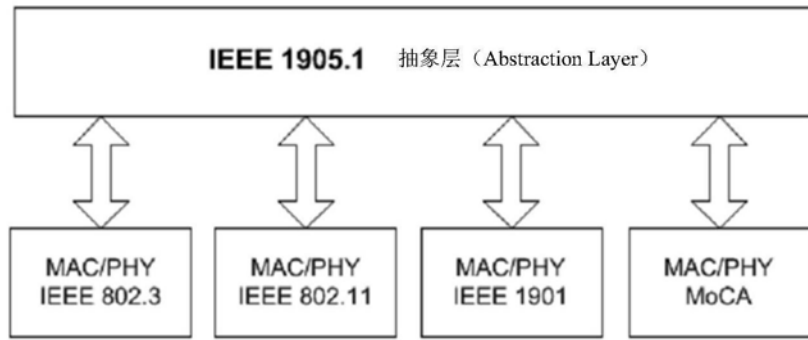 IEEE 1905.1 抽象层（Abstraction Layer）
MAC/PHY
IEEE 802.3
MAC/PHY
IEEE 802.11
MAC/PHY
IEEE 1901
MAC/PHY
MoCA